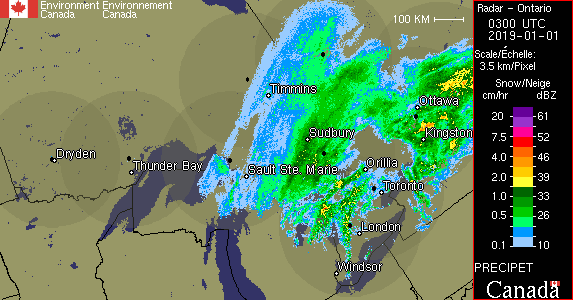 Environment Environnement
Canada Canada
100 KM
Timmins
Ottawa
Sudbury
Kingston
Dryden
Thunder Bay
Sault Ste. Marie
Orillia
Toronto
London
Windsor
Radar - Ontario
0300 UTC
2019-01-01
Scale/Échelle:
3.5 km/Pixel
Snow/Neige
cm/hr dBZ
20 61
7.5 52
4.0 46
2.0 39
1.0 33
0.5 26
0.1 10
PRECIPET
Canada